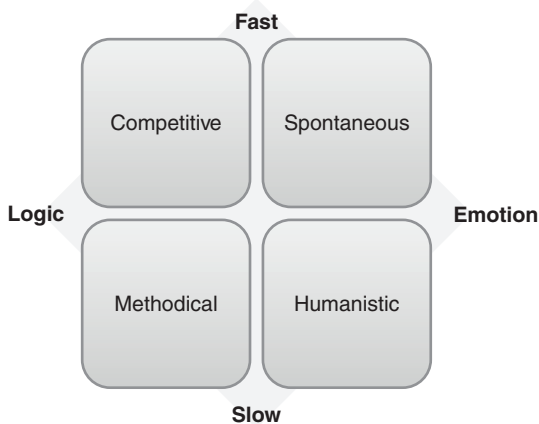 Fast
Competitive
Spontaneous
Logic
Emotion
Methodical
Humanistic
Slow